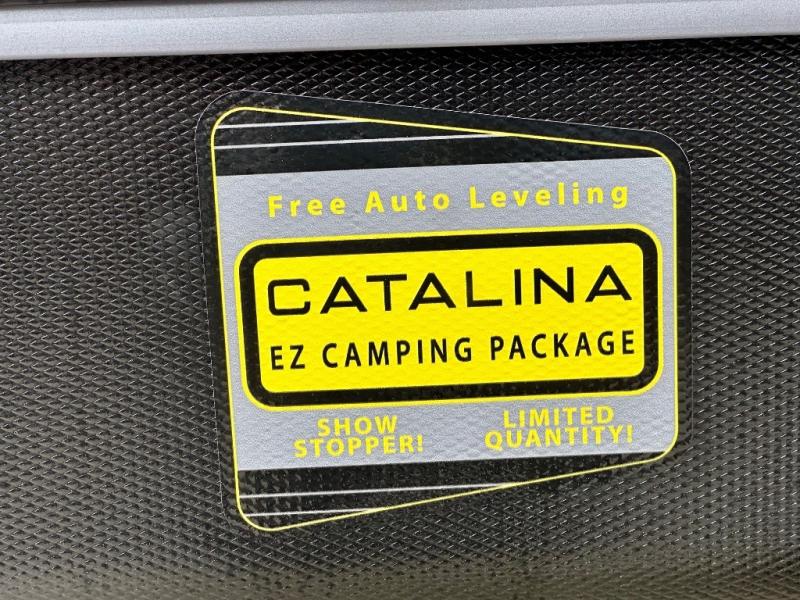 Free Auto Leveling
CATALINA
EZ CAMPING PACKAGE
SHOW
STOPPER!
LIMITED
QUANTITY!